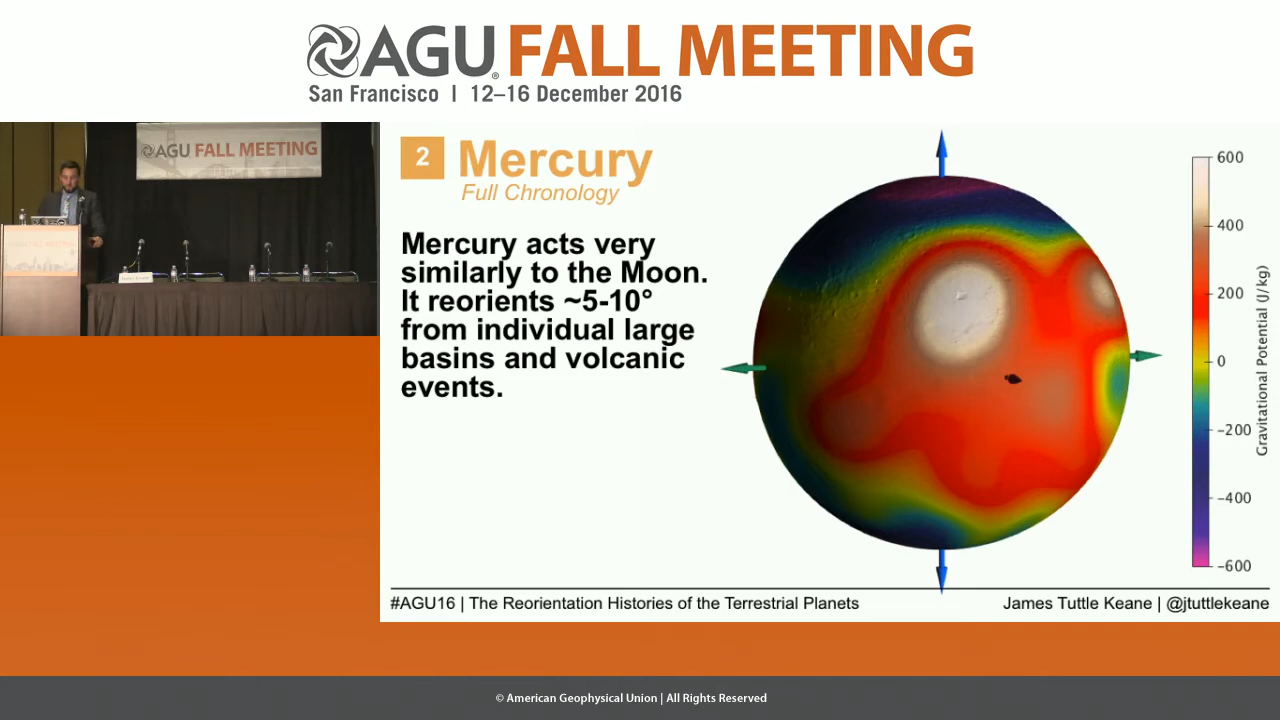 AGU FALL MEETING
San Francisco | 12–16 December 2016
AGU FALL MEETING
2 Mercury
Full Chronology
Mercury acts very
similarly to the Moon.
It reorients ~5-10°
from individual large
basins and volcanic
events.
600
400
200
0
−200
−400
−600
Gravitational Potential (J/kg)
#AGU16 | The Reorientation Histories of the Terrestrial Planets
James Tuttle Keane | @jtuttlekeane
© American Geophysical Union | All Rights Reserved